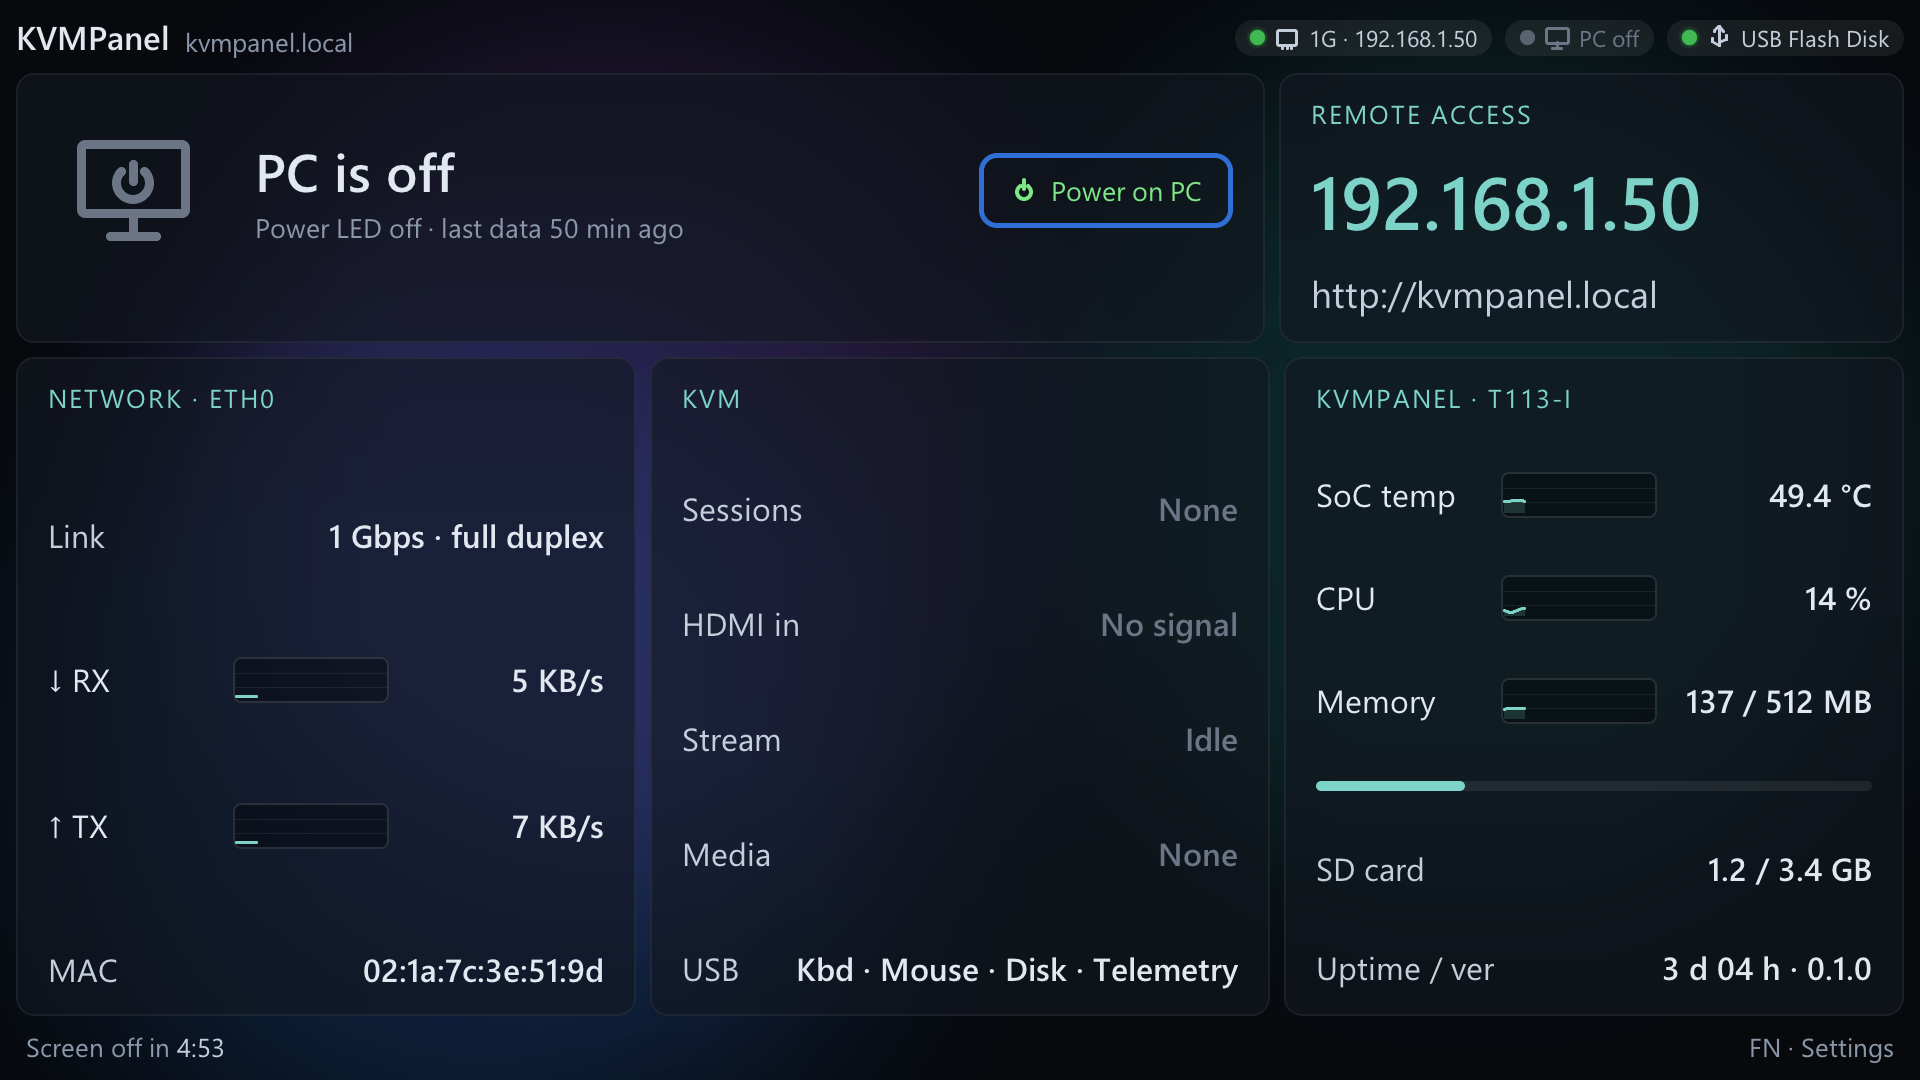 KVMPanel kvmpanel.local
1G · 192.168.1.50
PC off
USB Flash Disk
PC is off
Power LED off · last data 50 min ago
Power on PC
REMOTE ACCESS
192.168.1.50
http://kvmpanel.local
NETWORK · ETH0
Link 1 Gbps · full duplex
↓ RX 5 KB/s
↑ TX 7 KB/s
MAC 02:1a:7c:3e:51:9d
KVM
Sessions None
HDMI in No signal
Stream Idle
Media None
USB Kbd · Mouse · Disk · Telemetry
KVMPANEL · T113-I
SoC temp 49.4 °C
CPU 14 %
Memory 137 / 512 MB
SD card 1.2 / 3.4 GB
Uptime / ver 3 d 04 h · 0.1.0
Screen off in 4:53
FN · Settings